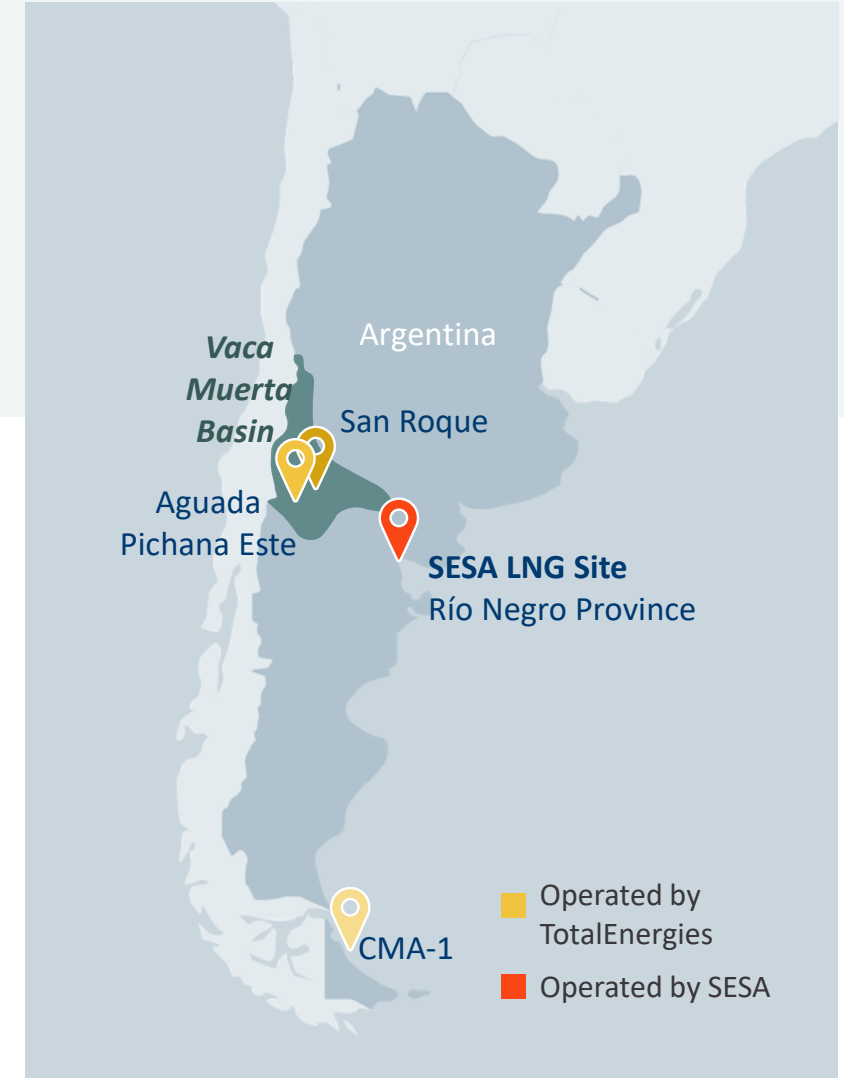 Argentina
Vaca
Muerta
Basin
San Roque
Aguada
Pichana Este
SESA LNG Site
Río Negro Province
CMA-1
Operated by
TotalEnergies
Operated by SESA